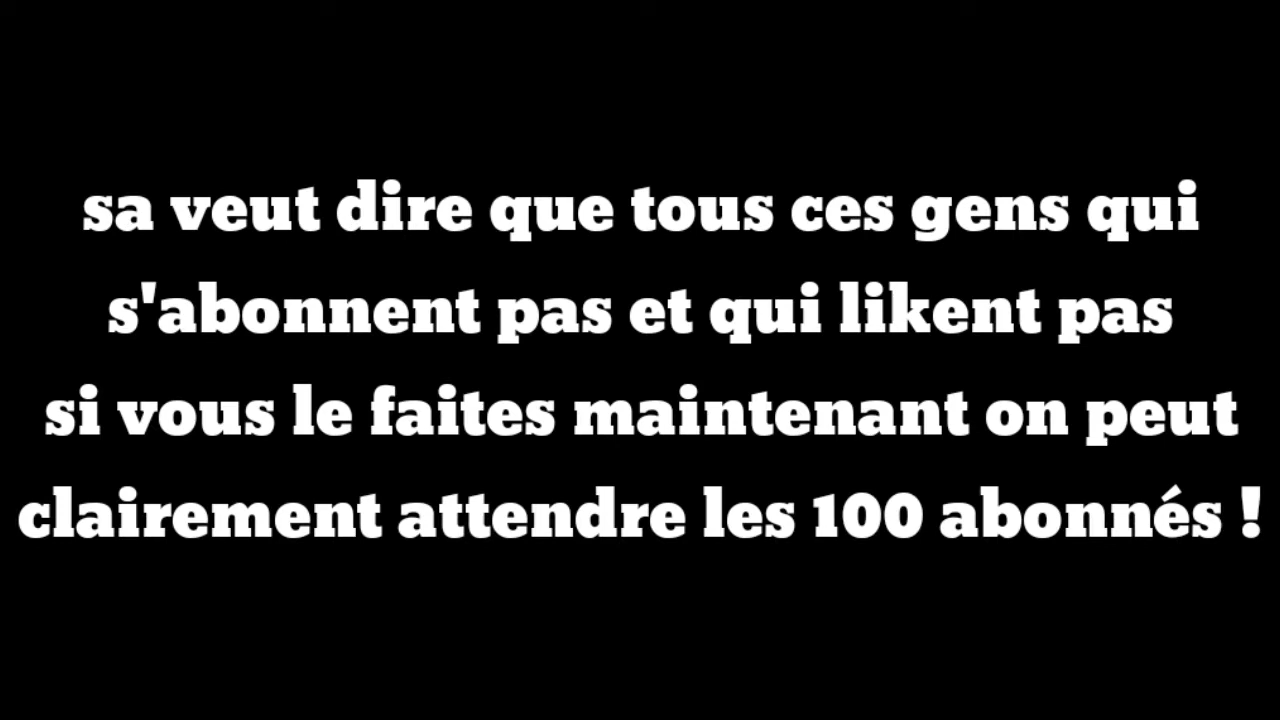 sa veut dire que tous ces gens qui
s'abonnent pas et qui likent pas
si vous le faites maintenant on peut
clairement attendre les 100 abonnés !